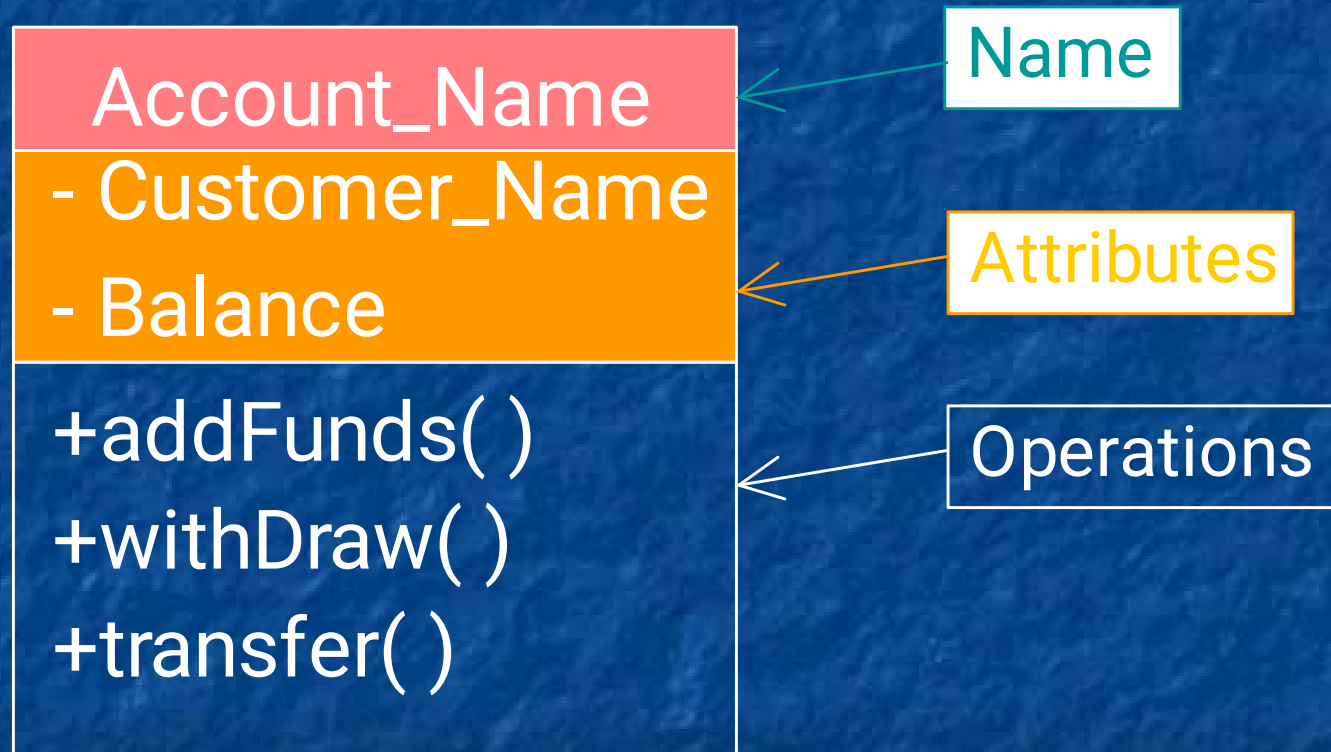 Account_Name
- Customer_Name
- Balance
+addFunds( )
+withDraw( )
+transfer( )
Name
Attributes
Operations